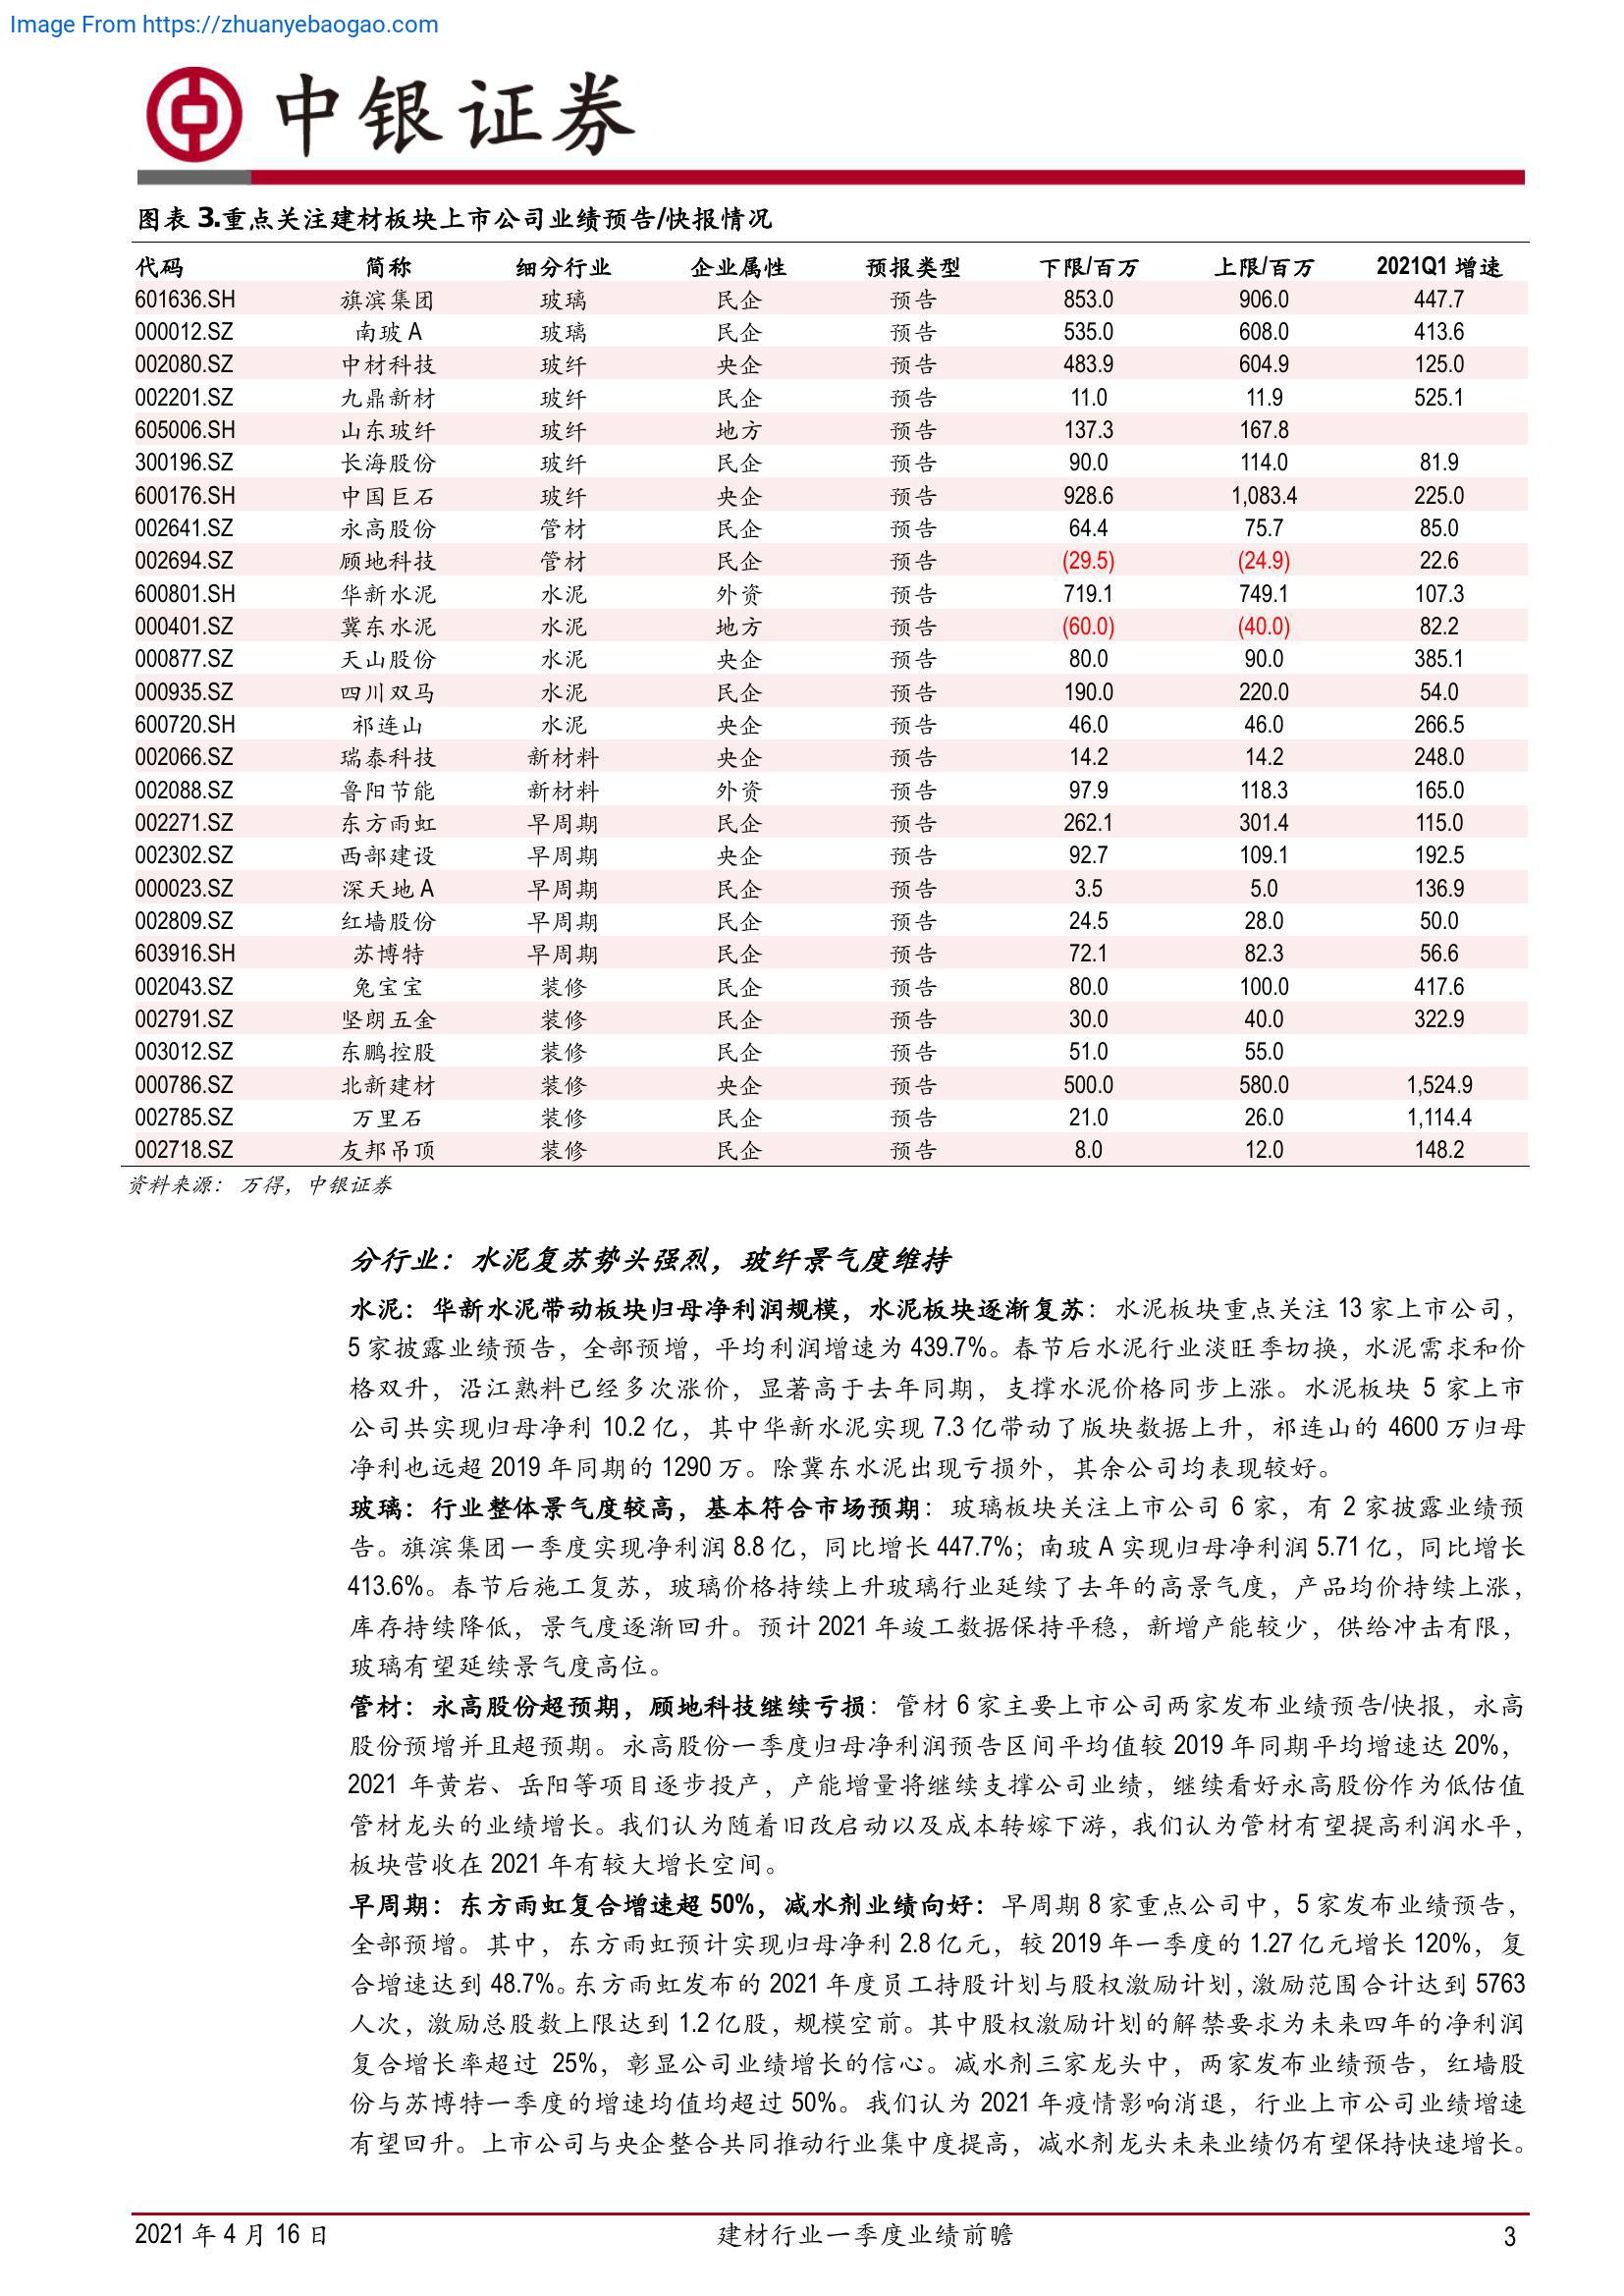 Image From https://zhuanyebaogao.com
中银证券
图表 3.重点关注建材板块上市公司业绩预告/快报情况
代码 简称 细分行业 企业属性 预报类型 下限/百万 上限/百万 2021Q1 增速
601636.SH 旗滨集团 玻璃 民企 预告 853.0 906.0 447.7
000012.SZ 南玻 A 玻璃 民企 预告 535.0 608.0 413.6
002080.SZ 中材科技 玻纤 央企 预告 483.9 604.9 125.0
002201.SZ 九鼎新材 玻纤 民企 预告 11.0 11.9 525.1
605006.SH 山东玻纤 玻纤 地方 预告 137.3 167.8
300196.SZ 长海股份 玻纤 民企 预告 90.0 114.0 81.9
600176.SH 中国巨石 玻纤 央企 预告 928.6 1,083.4 225.0
002641.SZ 永高股份 管材 民企 预告 64.4 75.7 85.0
002694.SZ 顾地科技 管材 民企 预告 (29.5) (24.9) 22.6
600801.SH 华新水泥 水泥 外资 预告 719.1 749.1 107.3
000401.SZ 冀东水泥 水泥 地方 预告 (60.0) (40.0) 82.2
000877.SZ 天山股份 水泥 央企 预告 80.0 90.0 385.1
000935.SZ 四川双马 水泥 民企 预告 190.0 220.0 54.0
600720.SH 祁连山 水泥 央企 预告 46.0 46.0 266.5
002066.SZ 瑞泰科技 新材料 央企 预告 14.2 14.2 248.0
002088.SZ 鲁阳节能 新材料 外资 预告 97.9 118.3 165.0
002271.SZ 东方雨虹 早周期 民企 预告 262.1 301.4 115.0
002302.SZ 西部建设 早周期 央企 预告 92.7 109.1 192.5
000023.SZ 深天地 A 早周期 民企 预告 3.5 5.0 136.9
002809.SZ 红墙股份 早周期 民企 预告 24.5 28.0 50.0
603916.SH 苏博特 早周期 民企 预告 72.1 82.3 56.6
002043.SZ 兔宝宝 装修 民企 预告 80.0 100.0 417.6
002791.SZ 坚朗五金 装修 民企 预告 30.0 40.0 322.9
003012.SZ 东鹏控股 装修 民企 预告 51.0 55.0
000786.SZ 北新建材 装修 央企 预告 500.0 580.0 1,524.9
002785.SZ 万里石 装修 民企 预告 21.0 26.0 1,114.4
002718.SZ 友邦吊顶 装修 民企 预告 8.0 12.0 148.2
资料来源：万得，中银证券
分行业：水泥复苏势头强烈，玻纤景气度维持
水泥：华新水泥带动板块归母净利润规模，水泥板块逐渐复苏：水泥板块重点关注 13 家上市公司，
5 家披露业绩预告，全部预增，平均利润增速为 439.7%。春节后水泥行业淡旺季切换，水泥需求和价
格双升，沿江熟料已经多次涨价，显著高于去年同期，支撑水泥价格同步上涨。水泥板块 5 家上市
公司共实现归母净利 10.2 亿，其中华新水泥实现 7.3 亿带动了版块数据上升，祁连山的 4600 万归母
净利也远超 2019 年同期的 1290 万。除冀东水泥出现亏损外，其余公司均表现较好。
玻璃：行业整体景气度较高，基本符合市场预期：玻璃板块关注上市公司 6 家，有 2 家披露业绩预
告。旗滨集团一季度实现净利润 8.8 亿，同比增长 447.7%；南玻 A 实现归母净利润 5.71 亿，同比增长
413.6%。春节后施工复苏，玻璃价格持续上升玻璃行业延续了去年的高景气度，产品均价持续上涨，
库存持续降低，景气度逐渐回升。预计 2021 年竣工数据保持平稳，新增产能较少，供给冲击有限，
玻璃有望延续景气度高位。
管材：永高股份超预期，顾地科技继续亏损：管材 6 家主要上市公司两家发布业绩预告/快报，永高
股份预增并且超预期。永高股份一季度归母净利润预告区间平均值较 2019 年同期平均增速达 20%，
2021 年黄岩、岳阳等项目逐步投产，产能增量将继续支撑公司业绩，继续看好永高股份作为低估值
管材龙头的业绩增长。我们认为随着旧改启动以及成本转嫁下游，我们认为管材有望提高利润水平，
板块营收在 2021 年有较大增长空间。
早周期：东方雨虹复合增速超 50%，减水剂业绩向好：早周期 8 家重点公司中，5 家发布业绩预告，
全部预增。其中，东方雨虹预计实现归母净利 2.8 亿元，较 2019 年一季度的 1.27 亿元增长 120%，复
合增速达到 48.7%。东方雨虹发布的 2021 年度员工持股计划与股权激励计划，激励范围合计达到 5763
人次，激励总股数上限达到 1.2 亿股，规模空前。其中股权激励计划的解禁要求为未来四年的净利润
复合增长率超过 25%，彰显公司业绩增长的信心。减水剂三家龙头中，两家发布业绩预告，红墙股
份与苏博特一季度的增速均值均超过 50%。我们认为 2021 年疫情影响消退，行业上市公司业绩增速
有望回升。上市公司与央企整合共同推动行业集中度提高，减水剂龙头未来业绩仍有望保持快速增长。
2021 年 4 月 16 日 建材行业一季度业绩前瞻 3